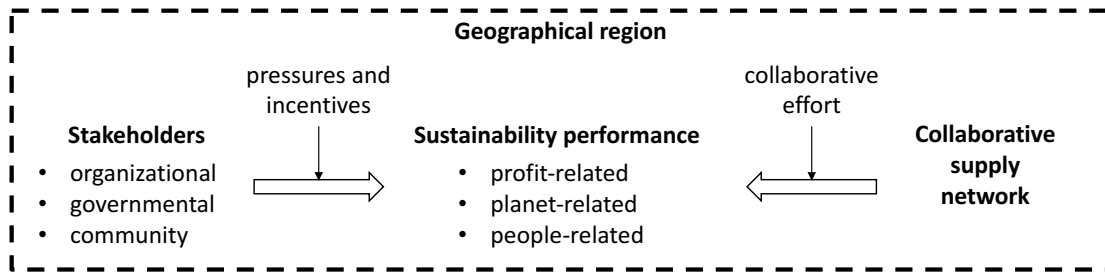 Geographical region
pressures and
incentives
collaborative
effort
Stakeholders
• organizational
• governmental
• community
Sustainability performance
• profit-related
• planet-related
• people-related
Collaborative
supply
network